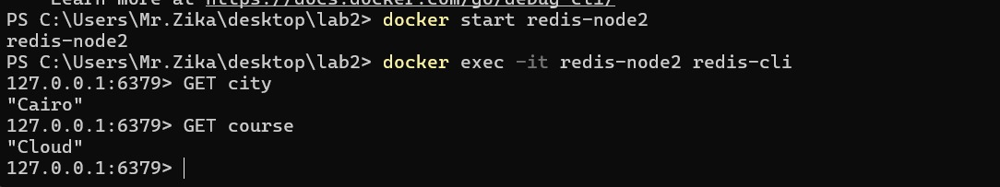 Learn more at https://docs.docker.com/go/debug-cli/
PS C:\Users\Mr.Zika\desktop\lab2> docker start redis-node2
redis-node2
PS C:\Users\Mr.Zika\desktop\lab2> docker exec -it redis-node2 redis-cli
127.0.0.1:6379> GET city
"Cairo"
127.0.0.1:6379> GET course
"Cloud"
127.0.0.1:6379>